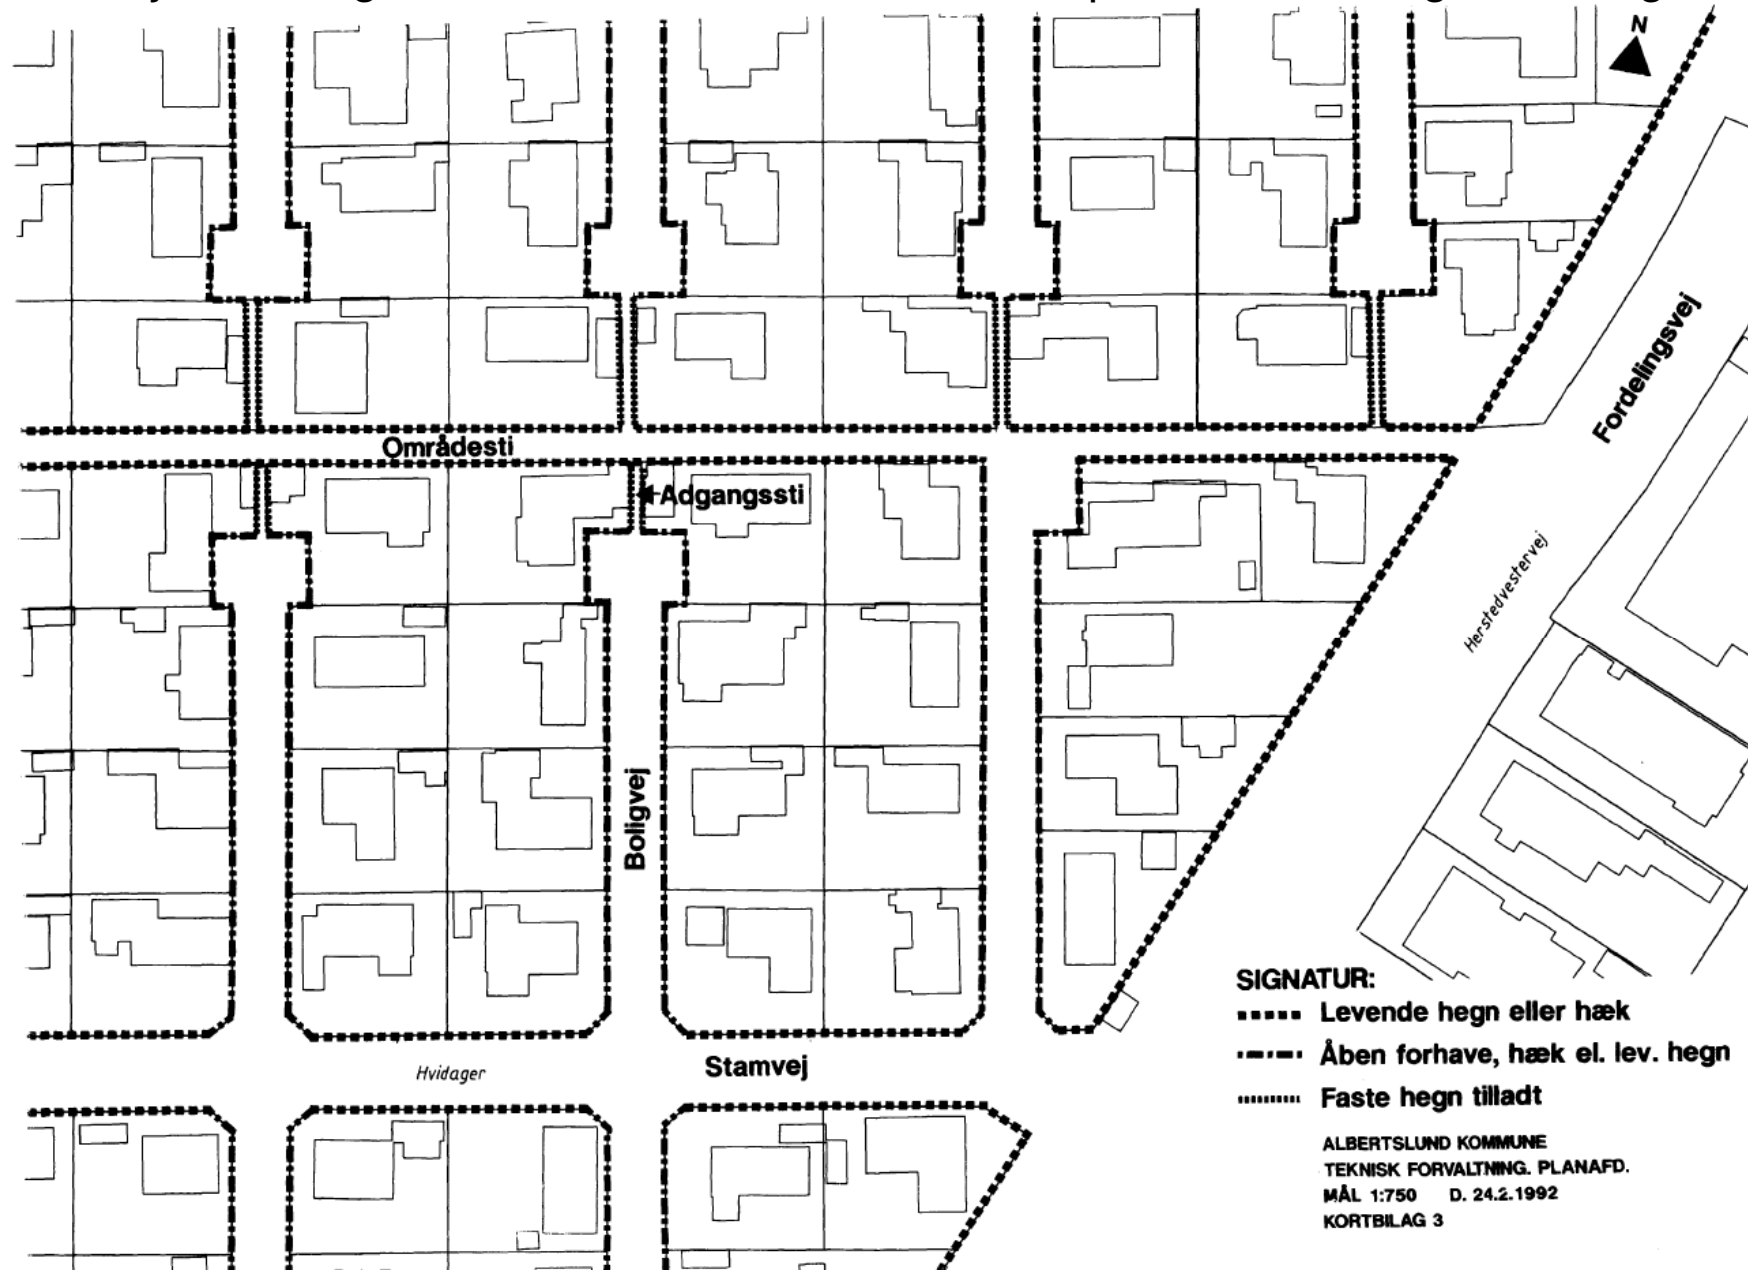 N
Fordelingsvej
Områdesti
Adgangssti
Herstedvestervej
Boligvej
SIGNATUR:
Levende hegn eller hæk
Åben forhave, hæk el. lev. hegn
Faste hegn tilladt
Hvidager
Stamvej
ALBERTSLUND KOMMUNE
TEKNISK FORVALTNING. PLANAFD.
MÅL 1:750 D. 24.2.1992
KORTBILAG 3